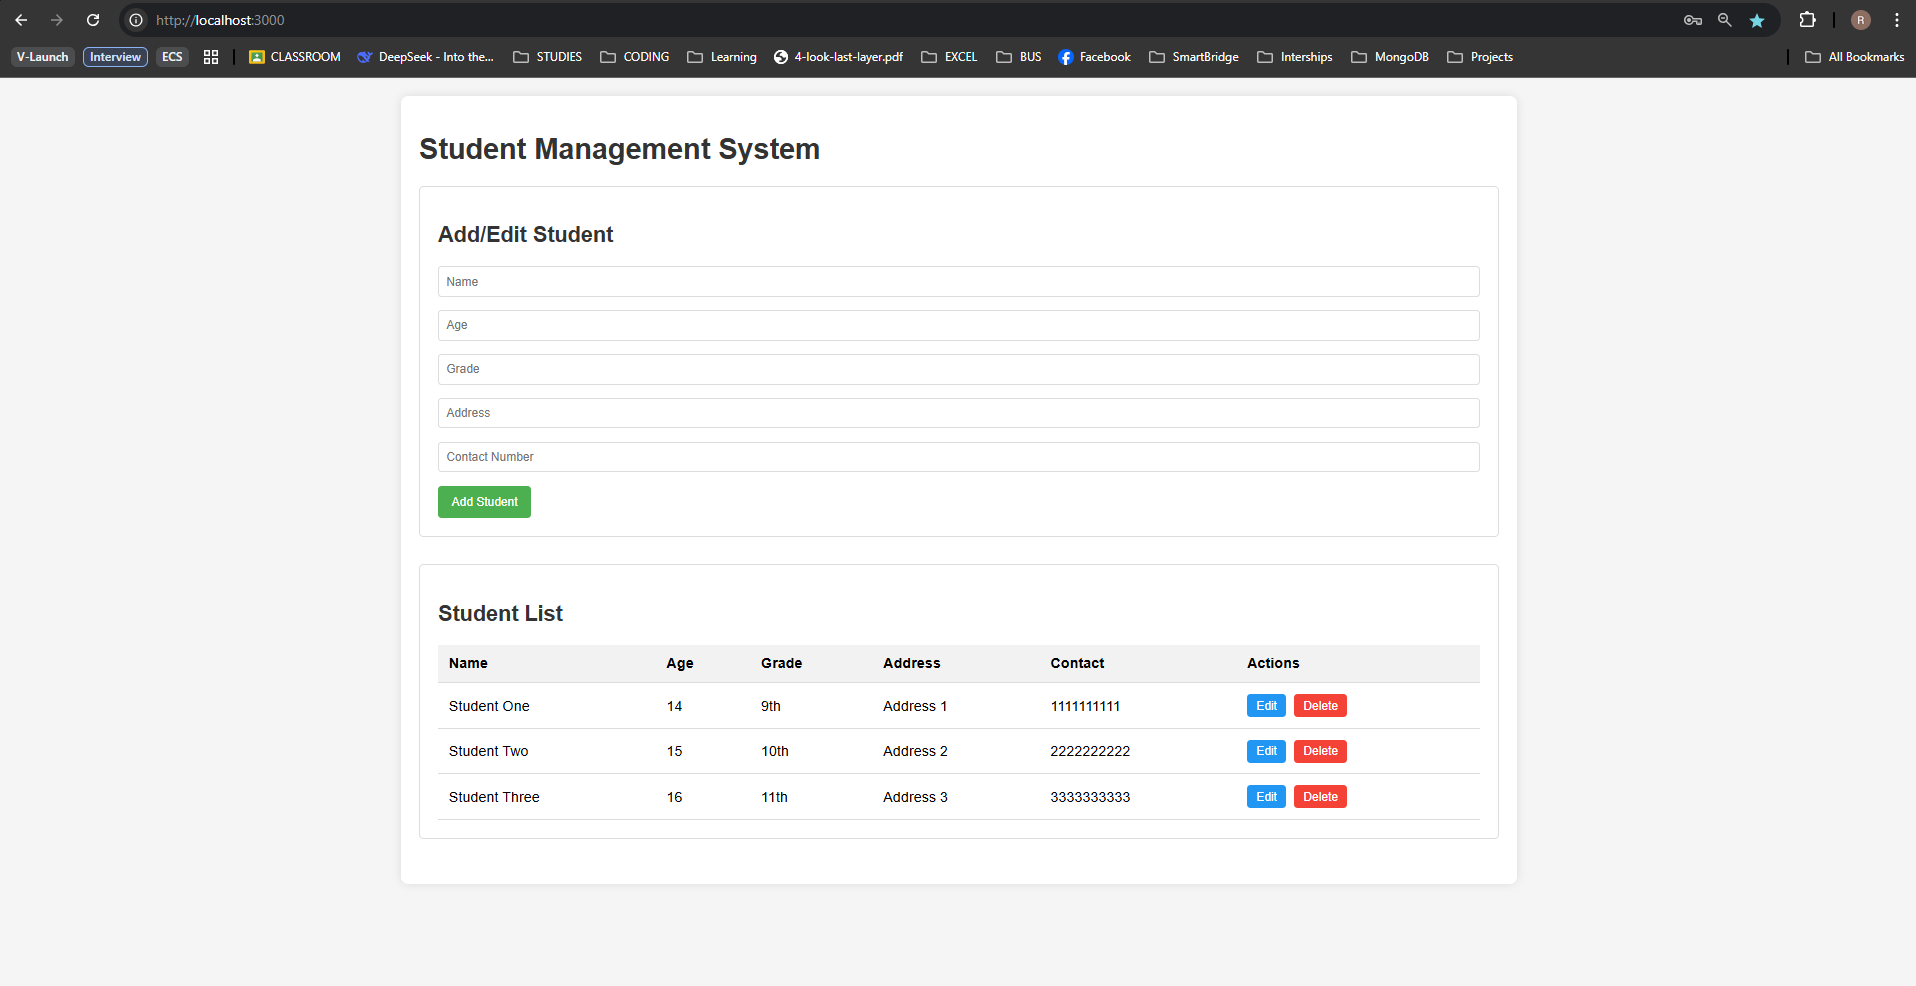 http://localhost:3000
V-Launch Interview ECS CLASSROOM DeepSeek - Into the... STUDIES CODING Learning 4-look-last-layer.pdf EXCEL BUS Facebook SmartBridge Interships MongoDB Projects All Bookmarks
R
Student Management System
Add/Edit Student
Name
Age
Grade
Address
Contact Number
Add Student
Student List
Name Age Grade Address Contact Actions
Student One 14 9th Address 1 1111111111 Edit Delete
Student Two 15 10th Address 2 2222222222 Edit Delete
Student Three 16 11th Address 3 3333333333 Edit Delete